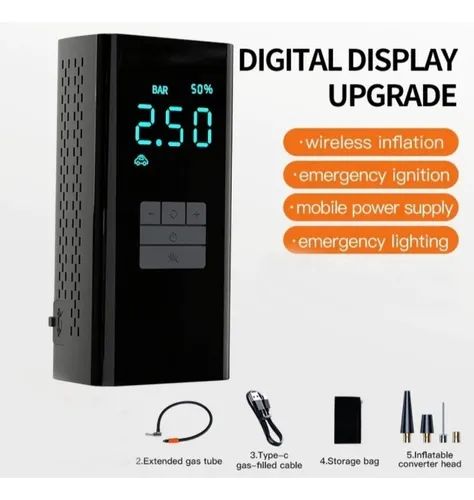 DIGITAL DISPLAY
UPGRADE
BAR 50%
2.50
·wireless inflation
·emergency ignition
·mobile power supply
·emergency lighting
− +
2.Extended gas tube
3.Type-c
gas-filled cable
4.Storage bag
5.Inflatable
converter head